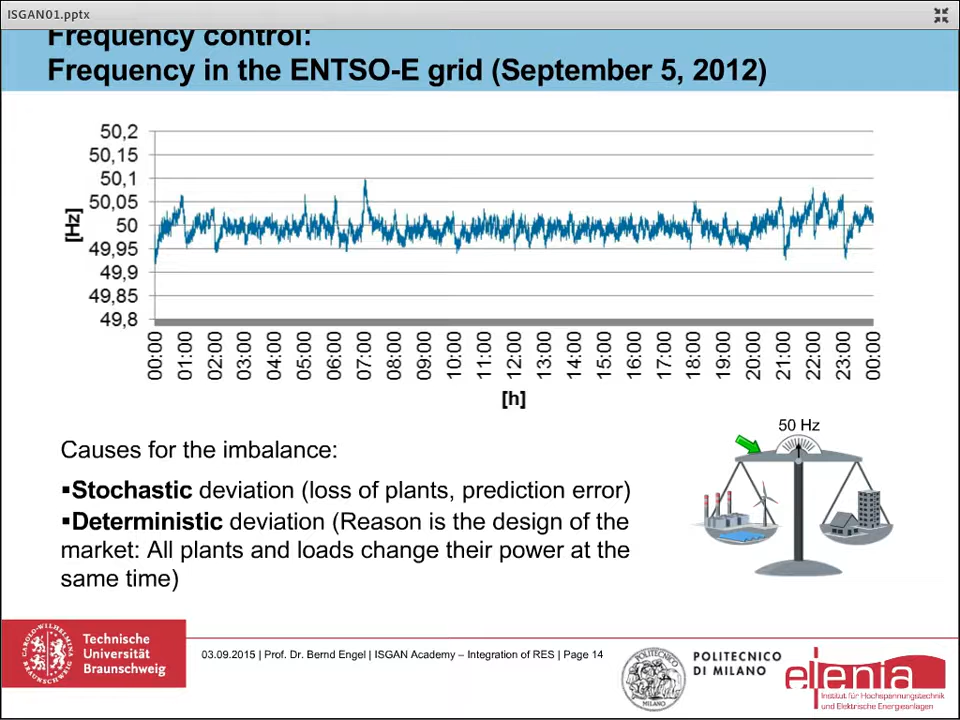 ISGAN01.pptx
Frequency control:
Frequency in the ENTSO-E grid (September 5, 2012)
50,2
50,15
50,1
50,05
50
49,95
49,9
49,85
49,8
[Hz]
00:00
01:00
02:00
03:00
04:00
05:00
06:00
07:00
08:00
09:00
10:00
11:00
12:00
13:00
14:00
15:00
16:00
17:00
18:00
19:00
20:00
21:00
22:00
23:00
00:00
[h]
Causes for the imbalance:
▪Stochastic deviation (loss of plants, prediction error)
▪Deterministic deviation (Reason is the design of the
market: All plants and loads change their power at the
same time)
50 Hz
Technische
Universität
Braunschweig
03.09.2015 | Prof. Dr. Bernd Engel | ISGAN Academy – Integration of RES | Page 14
POLITECNICO
DI MILANO
elenia
Institut für Hochspannungstechnik
und Elektrische Energieanlagen